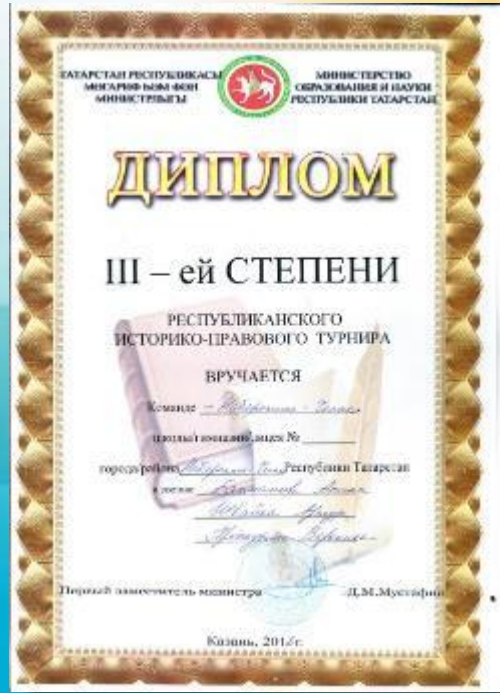 ТАТАРСТАН РЕСПУБЛИКАСЫ
МӘГАРИФ ҺӘМ ФӘН
МИНИСТРЛЫГЫ
МИНИСТЕРСТВО
ОБРАЗОВАНИЯ И НАУКИ
РЕСПУБЛИКИ ТАТАРСТАН
ДИПЛОМ
III – ей СТЕПЕНИ
РЕСПУБЛИКАНСКОГО
ИСТОРИКО-ПРАВОВОГО ТУРНИРА
ВРУЧАЕТСЯ
Команде
школы/гимназии/лицея №
города/района Республики Татарстан
в составе
Первый заместитель министра Д.М.Мустафин
Казань, г.